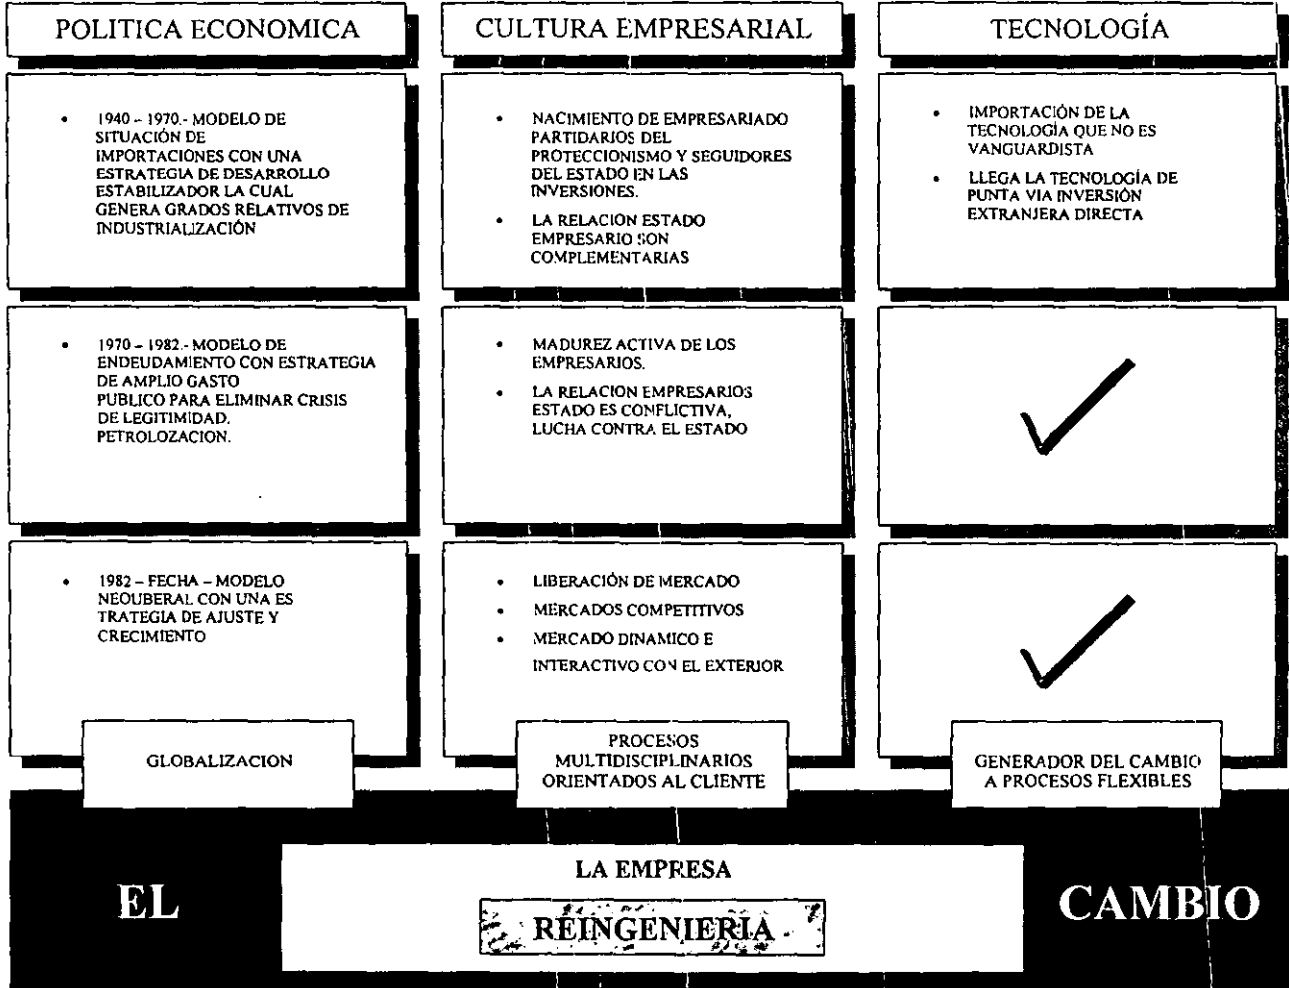 POLITICA ECONOMICA
CULTURA EMPRESARIAL
TECNOLOGÍA
• 1940 – 1970.- MODELO DE
SITUACIÓN DE
IMPORTACIONES CON UNA
ESTRATEGIA DE DESARROLLO
ESTABILIZADOR LA CUAL
GENERA GRADOS RELATIVOS DE
INDUSTRIALIZACIÓN
• NACIMIENTO DE EMPRESARIADO
PARTIDARIOS DEL
PROTECCIONISMO Y SEGUIDORES
DEL ESTADO EN LAS
INVERSIONES.
• LA RELACION ESTADO
EMPRESARIO SON
COMPLEMENTARIAS
• IMPORTACIÓN DE LA
TECNOLOGÍA QUE NO ES
VANGUARDISTA
• LLEGA LA TECNOLOGÍA DE
PUNTA VIA INVERSIÓN
EXTRANJERA DIRECTA
• 1970 – 1982.- MODELO DE
ENDEUDAMIENTO CON ESTRATEGIA
DE AMPLIO GASTO
PUBLICO PARA ELIMINAR CRISIS
DE LEGITIMIDAD.
PETROLOZACION.
• MADUREZ ACTIVA DE LOS
EMPRESARIOS.
• LA RELACION EMPRESARIOS
ESTADO ES CONFLICTIVA,
LUCHA CONTRA EL ESTADO
• 1982 – FECHA – MODELO
NEOUBERAL CON UNA ES
TRATEGIA DE AJUSTE Y
CRECIMIENTO
• LIBERACIÓN DE MERCADO
• MERCADOS COMPETITIVOS
• MERCADO DINAMICO E
INTERACTIVO CON EL EXTERIOR
GLOBALIZACION
PROCESOS
MULTIDISCIPLINARIOS
ORIENTADOS AL CLIENTE
GENERADOR DEL CAMBIO
A PROCESOS FLEXIBLES
EL
LA EMPRESA
REINGENIERIA
CAMBIO